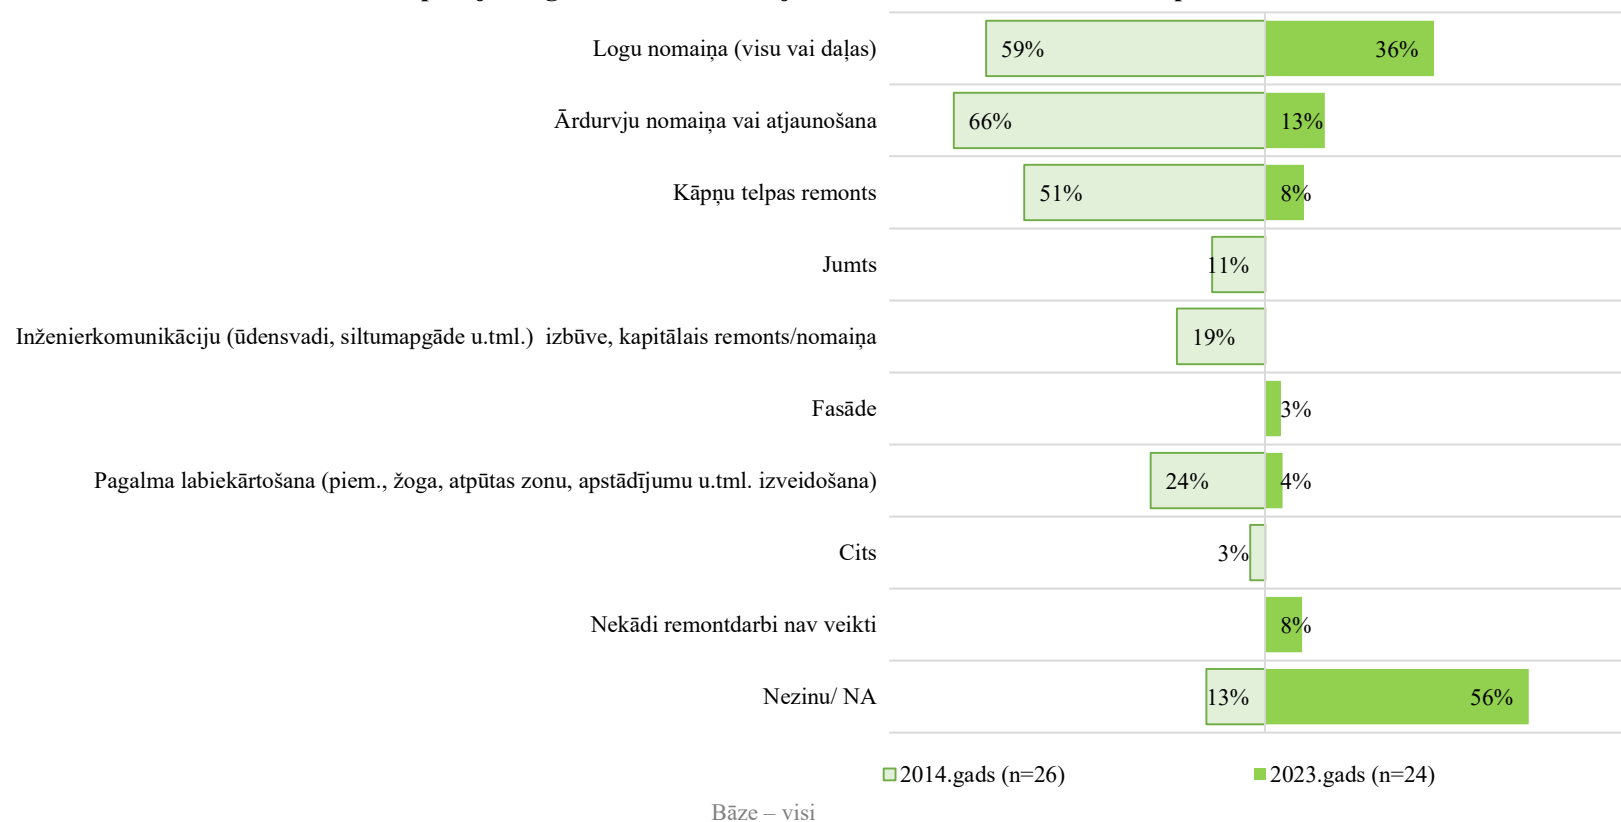 Logu nomaiņa (visu vai daļas) 59% 36%
Ārdurvju nomaiņa vai atjaunošana 66% 13%
Kāpņu telpas remonts 51% 8%
Jumts 11%
Inženierkomunikāciju (ūdensvadi, siltumapgāde u.tml.) izbūve, kapitālais remonts/nomaiņa 19%
Fasāde 3%
Pagalma labiekārtošana (piem., žoga, atpūtas zonu, apstādījumu u.tml. izveidošana) 24% 4%
Cits 3%
Nekādi remontdarbi nav veikti 8%
Nezinu/ NA 13% 56%
2014.gads (n=26) 2023.gads (n=24)
Bāze – visi